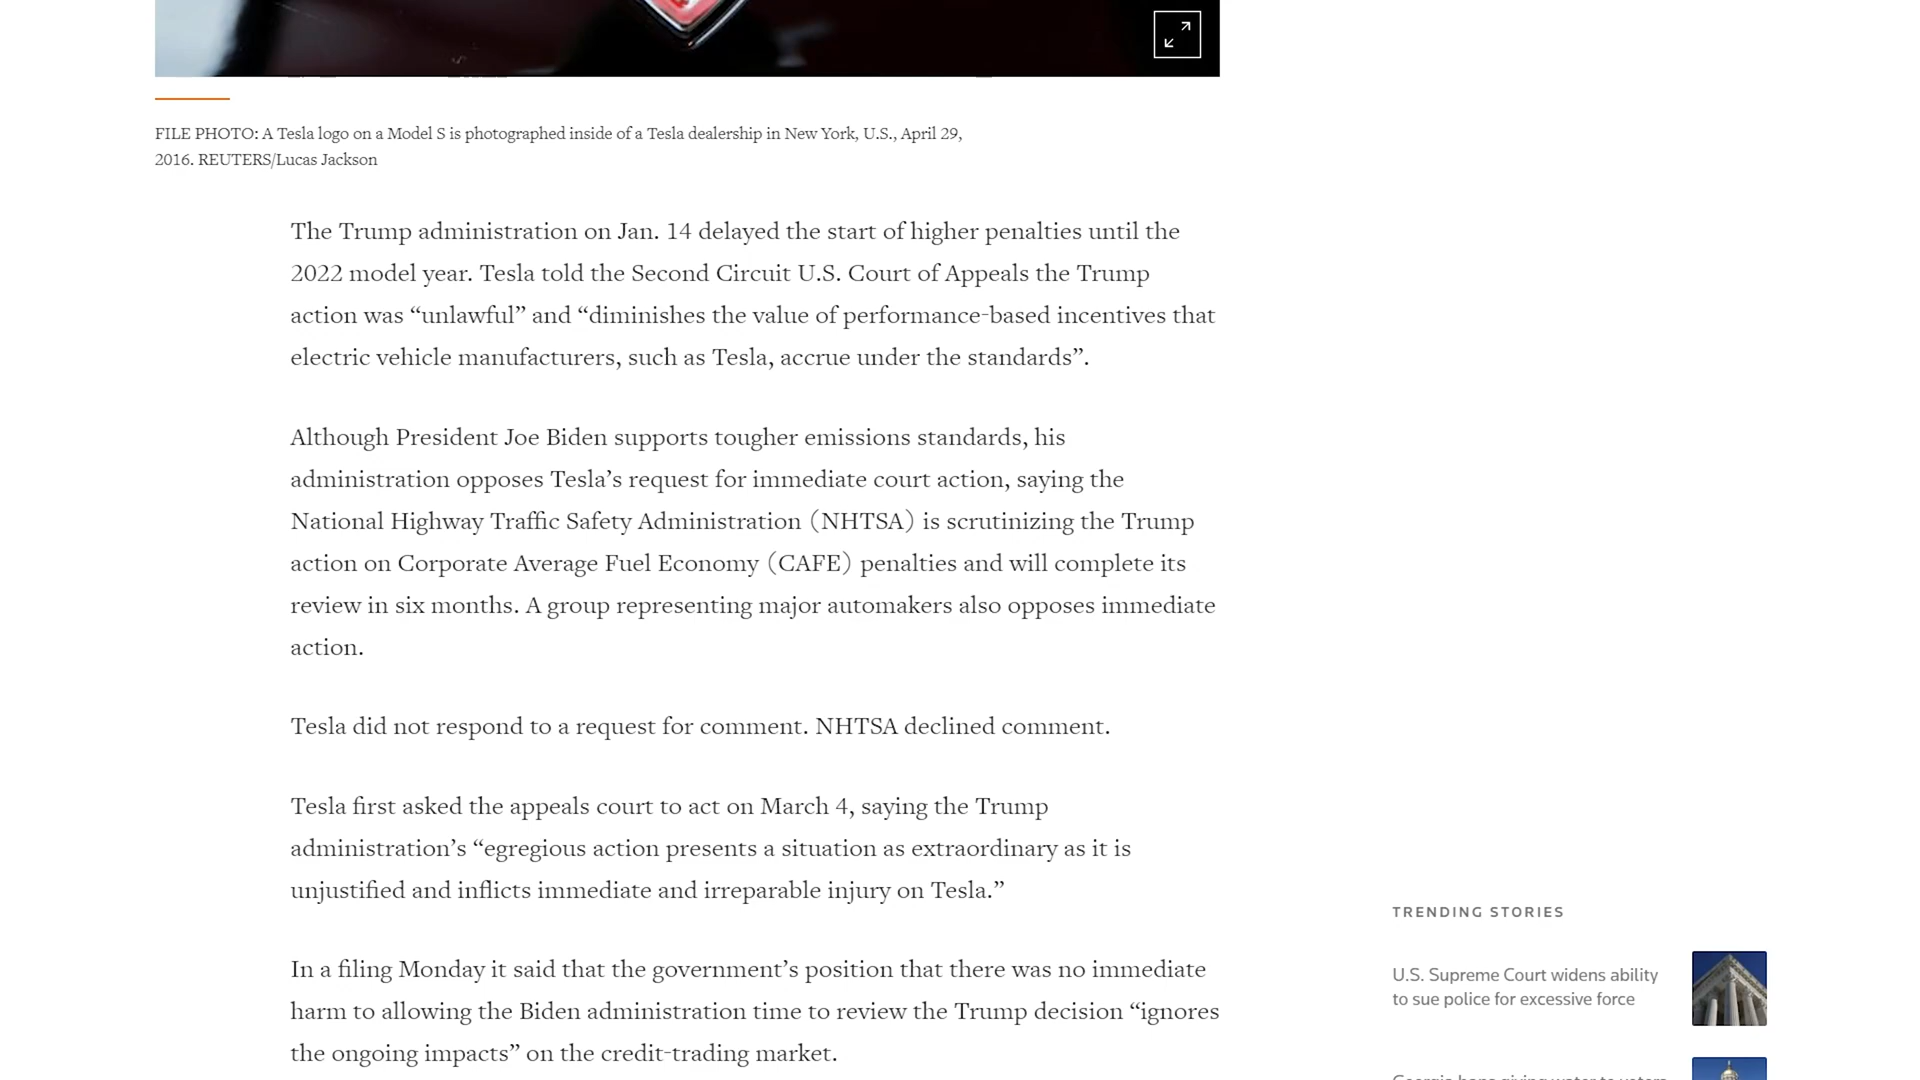 FILE PHOTO: A Tesla logo on a Model S is photographed inside of a Tesla dealership in New York, U.S., April 29,
2016. REUTERS/Lucas Jackson
The Trump administration on Jan. 14 delayed the start of higher penalties until the
2022 model year. Tesla told the Second Circuit U.S. Court of Appeals the Trump
action was “unlawful” and “diminishes the value of performance-based incentives that
electric vehicle manufacturers, such as Tesla, accrue under the standards”.
Although President Joe Biden supports tougher emissions standards, his
administration opposes Tesla’s request for immediate court action, saying the
National Highway Traffic Safety Administration (NHTSA) is scrutinizing the Trump
action on Corporate Average Fuel Economy (CAFE) penalties and will complete its
review in six months. A group representing major automakers also opposes immediate
action.
Tesla did not respond to a request for comment. NHTSA declined comment.
Tesla first asked the appeals court to act on March 4, saying the Trump
administration’s “egregious action presents a situation as extraordinary as it is
unjustified and inflicts immediate and irreparable injury on Tesla.”
In a filing Monday it said that the government’s position that there was no immediate
harm to allowing the Biden administration time to review the Trump decision “ignores
the ongoing impacts” on the credit-trading market.
TRENDING STORIES
U.S. Supreme Court widens ability
to sue police for excessive force